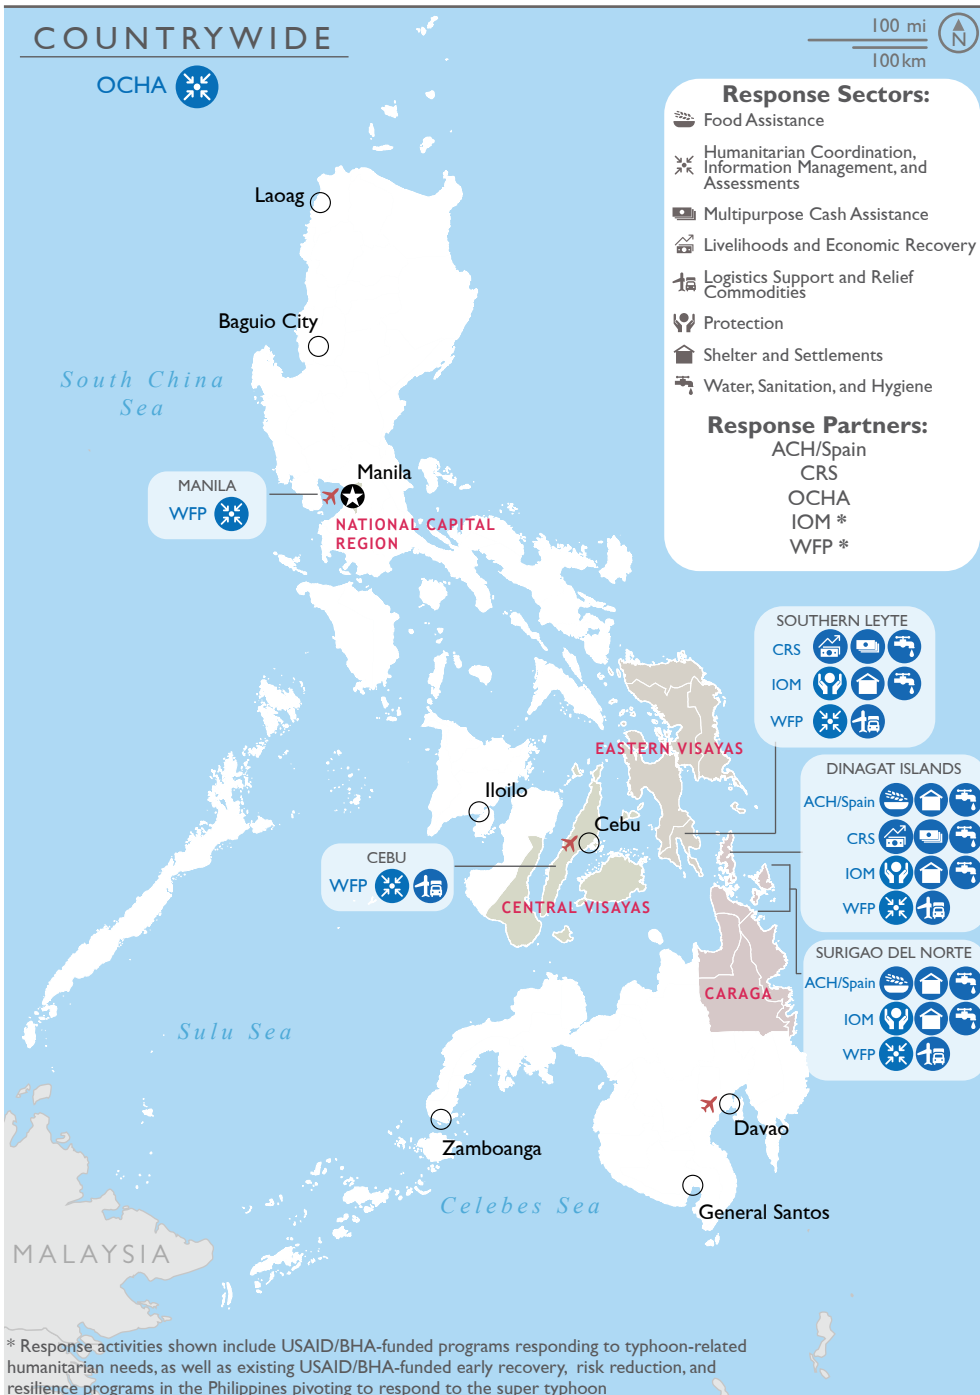 COUNTRYWIDE
OCHA
100 mi
100km
N
Response Sectors:
Food Assistance
Humanitarian Coordination,
Information Management, and
Assessments
Multipurpose Cash Assistance
Livelihoods and Economic Recovery
Logistics Support and Relief
Commodities
Protection
Shelter and Settlements
Water, Sanitation, and Hygiene
Response Partners:
ACH/Spain
CRS
OCHA
IOM *
WFP *
Laoag
Baguio City
South China
Sea
Manila
MANILA
WFP
NATIONAL CAPITAL
REGION
SOUTHERN LEYTE
CRS
IOM
WFP
EASTERN VISAYAS
DINAGAT ISLANDS
ACH/Spain
CRS
IOM
WFP
Iloilo
Cebu
CEBU
WFP
CENTRAL VISAYAS
SURIGAO DEL NORTE
ACH/Spain
IOM
WFP
CARAGA
Sulu Sea
Davao
Zamboanga
Celebes Sea
General Santos
MALAYSIA
* Response activities shown include USAID/BHA-funded programs responding to typhoon-related
humanitarian needs, as well as existing USAID/BHA-funded early recovery, risk reduction, and
resilience programs in the Philippines pivoting to respond to the super typhoon